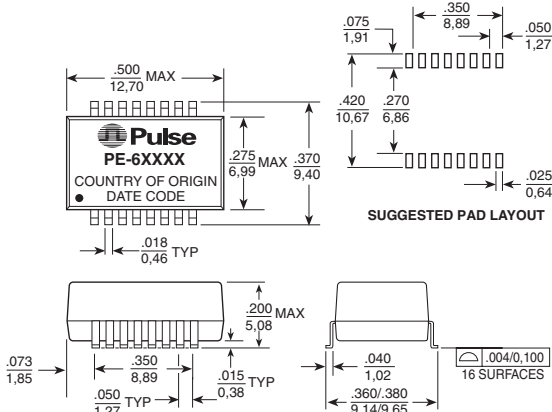 .075
1,91
.350
8,89
.050
1,27
.500
12,70
MAX
.420
10,67
.270
6,86
Pulse
PE-6XXXX
COUNTRY OF ORIGIN
DATE CODE
.275
6,99
MAX
.370
9,40
.025
0,64
SUGGESTED PAD LAYOUT
.018
0,46
TYP
.200
5,08
MAX
.073
1,85
.350
8,89
.015
0,38
TYP
.050
1,27
TYP
.040
1,02
.004/0,100
16 SURFACES
.360/.380
9,14/9,65